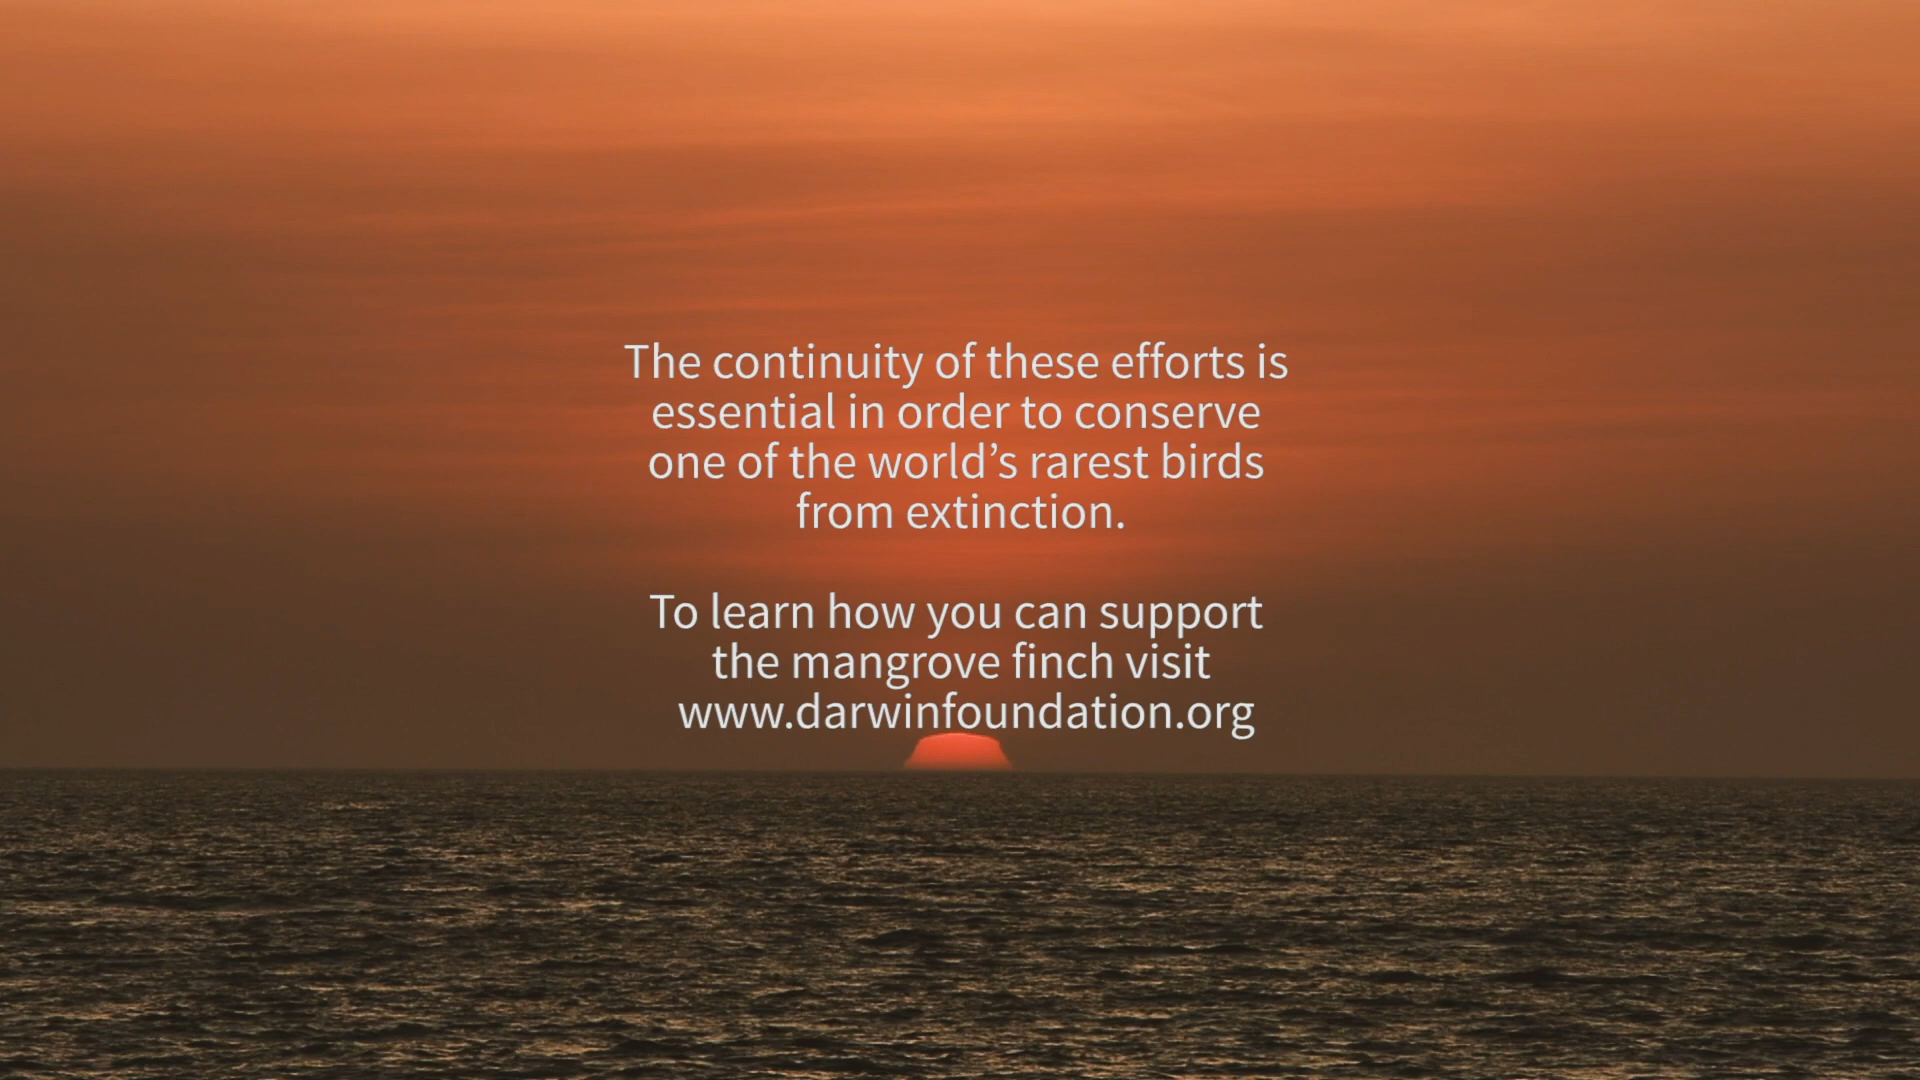 The continuity of these efforts is
essential in order to conserve
one of the world’s rarest birds
from extinction.
To learn how you can support
the mangrove finch visit
www.darwinfoundation.org